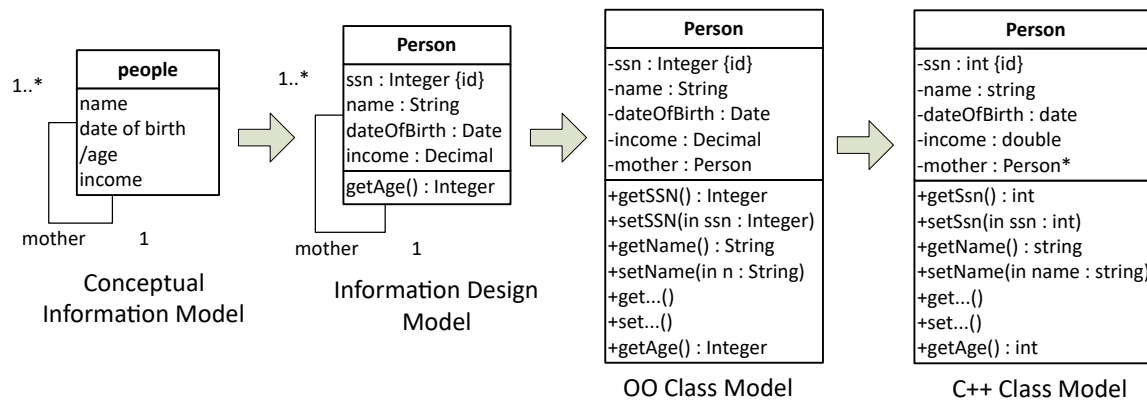 people
1..*
name
date of birth
/age
income
mother
1
Conceptual
Information Model
Person
1..*
ssn : Integer {id}
name : String
dateOfBirth : Date
income : Decimal
getAge() : Integer
mother
1
Information Design
Model
Person
-ssn : Integer {id}
-name : String
-dateOfBirth : Date
-income : Decimal
-mother : Person
+getSSN() : Integer
+setSSN(in ssn : Integer)
+getName() : String
+setName(in n : String)
+get...()
+set...()
+getAge() : Integer
OO Class Model
Person
-ssn : int {id}
-name : string
-dateOfBirth : date
-income : double
-mother : Person*
+getSsn() : int
+setSsn(in ssn : int)
+getName() : string
+setName(in name : string)
+get...()
+set...()
+getAge() : int
C++ Class Model